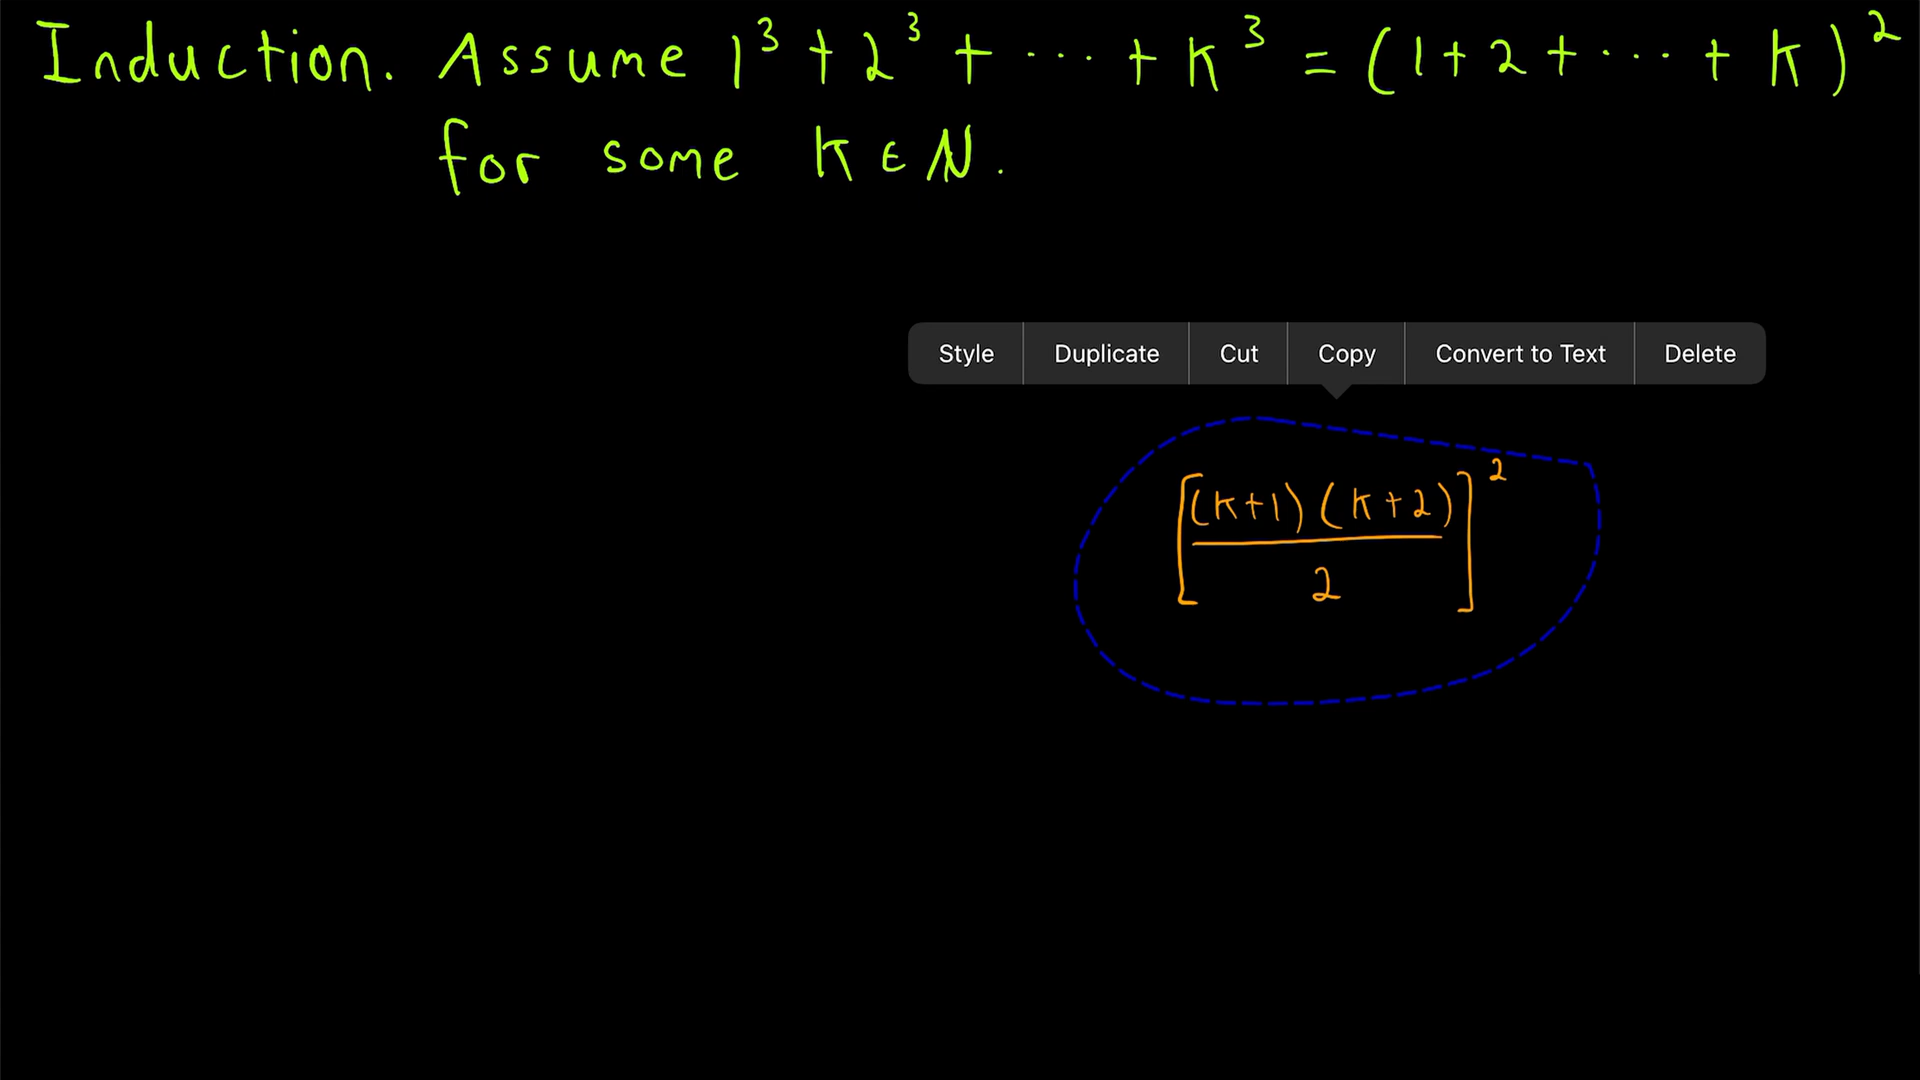 Induction. Assume 1³ + 2³ + ··· + k³ = (1 + 2 + ··· + k)²
for some k ∈ ℕ.
Style Duplicate Cut Copy Convert to Text Delete
[(k+1)(k+2)/2]²